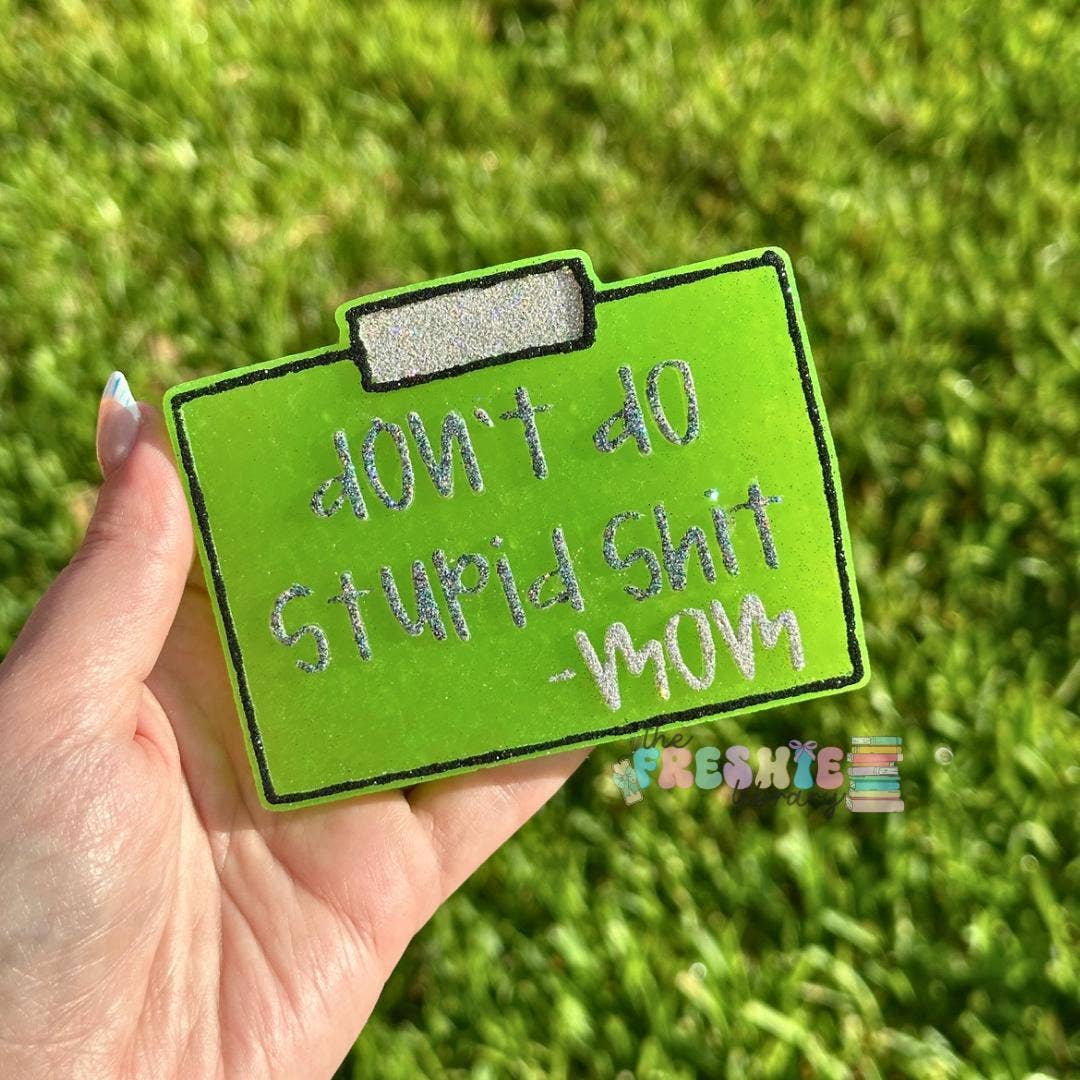 don't do
stupid shit
-mom
the
FRESHIE
library